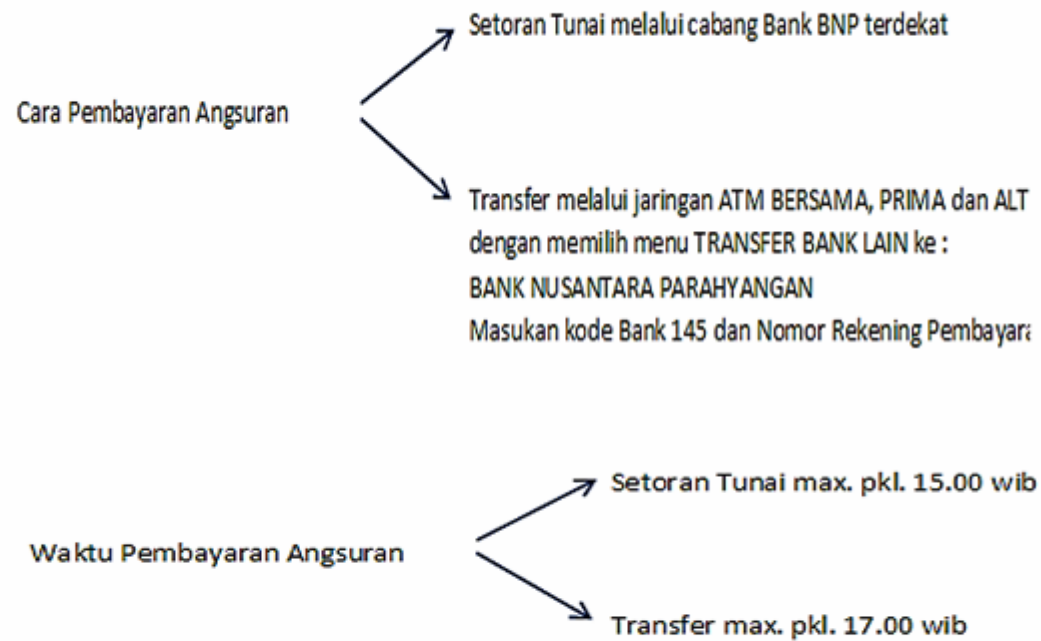 Setoran Tunai melalui cabang Bank BNP terdekat
Cara Pembayaran Angsuran
Transfer melalui jaringan ATM BERSAMA, PRIMA dan ALT
dengan memilih menu TRANSFER BANK LAIN ke :
BANK NUSANTARA PARAHYANGAN
Masukan kode Bank 145 dan Nomor Rekening
Setoran Tunai max. pkl. 15.00 wib
Waktu Pembayaran Angsuran
Transfer max. pkl. 17.00 wib